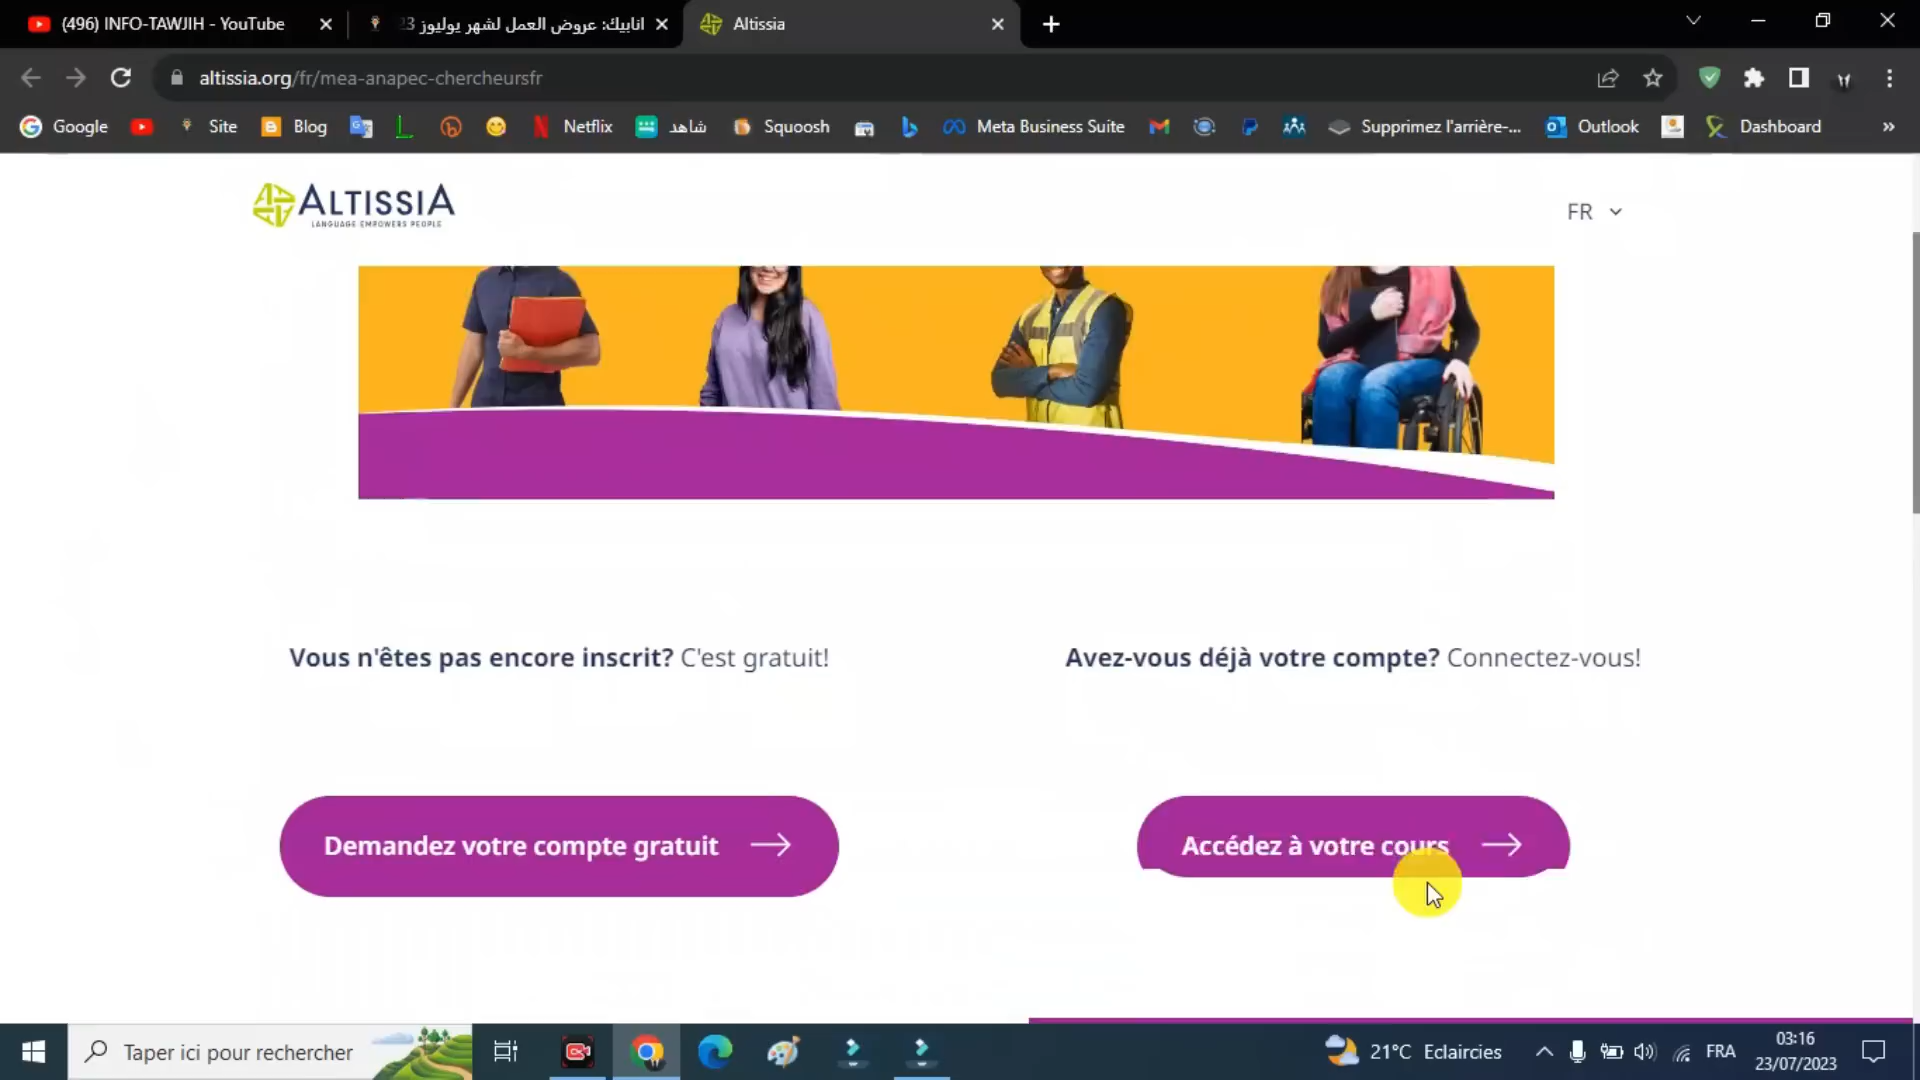 (496) INFO-TAWJIH - YouTube
انابيك: عروض العمل لشهر يوليوز 23
Altissia
altissia.org/fr/mea-anapec-chercheursfr
Google
Site
Blog
Netflix
شاهد
Squoosh
Meta Business Suite
Supprimez l'arrière-...
Outlook
Dashboard
ALTISSIA
LANGUAGE EMPOWERS PEOPLE
FR
Vous n'êtes pas encore inscrit? C'est gratuit!
Avez-vous déjà votre compte? Connectez-vous!
Demandez votre compte gratuit
Accédez à votre cours
Taper ici pour rechercher
21°C Eclaircies
FRA
03:16
23/07/2023